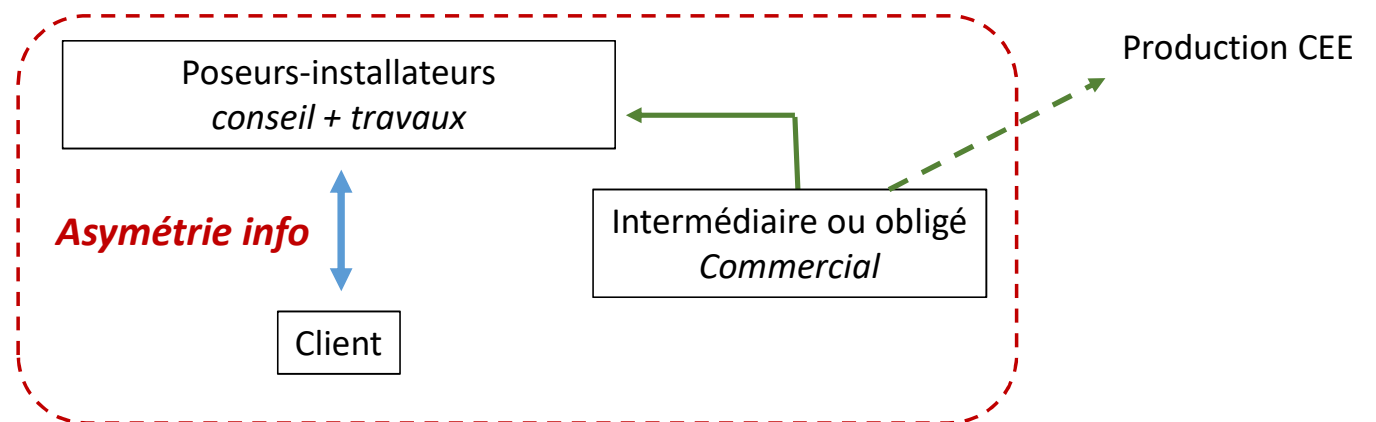 Poseurs-installateurs
conseil + travaux
Production CEE
Asymétrie info
Intermédiaire ou obligé
Commercial
Client